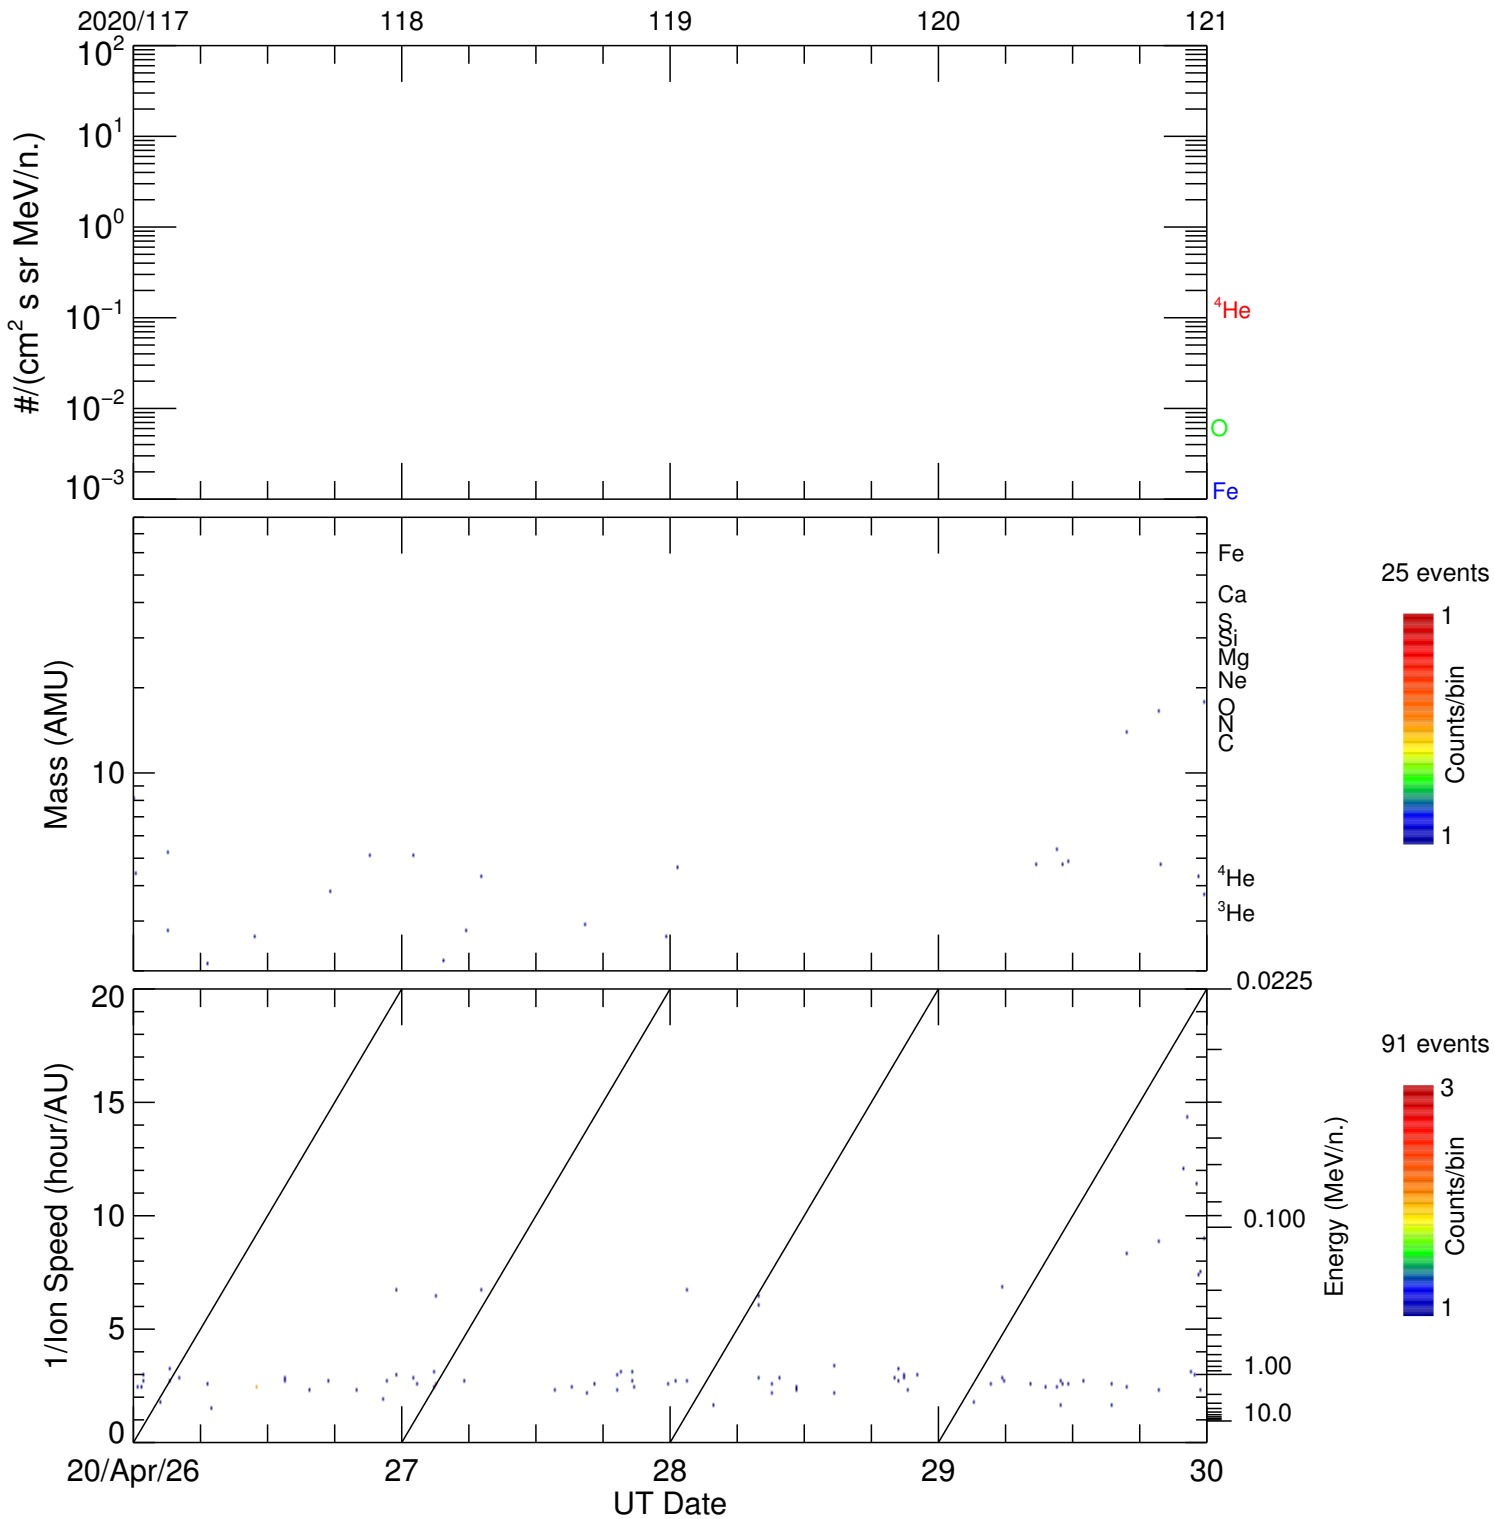 2020/117 118 119 120 121
10²
10¹
10⁰
10⁻¹
10⁻²
10⁻³
#/(cm² s sr MeV/n.)
⁴He
O
Fe
Fe
Ca
S
Si
Mg
Ne
O
N
C
⁴He
³He
10
Mass (AMU)
25 events
1
Counts/bin
1
20
15
10
5
0
1/Ion Speed (hour/AU)
0.0225
0.100
1.00
10.0
Energy (MeV/n.)
91 events
3
Counts/bin
1
20/Apr/26 27 28 29 30
UT Date